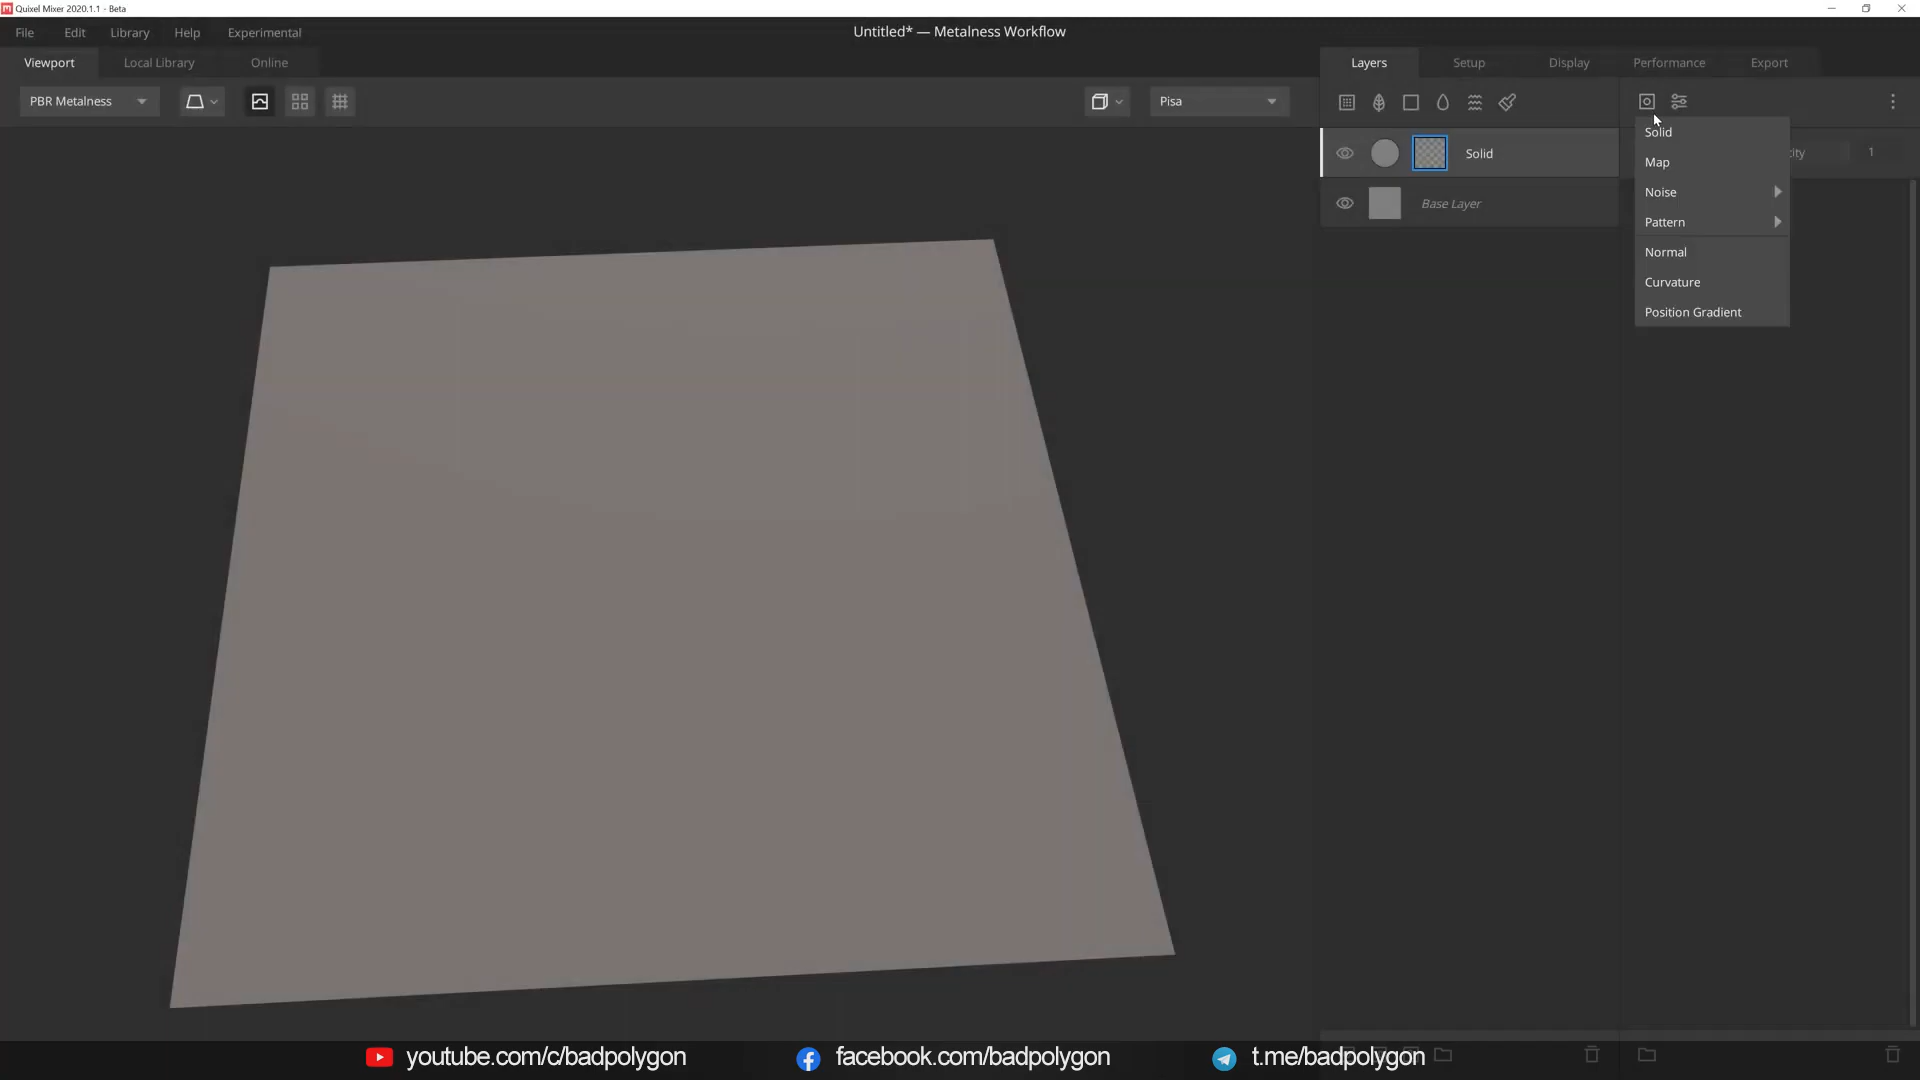 Quixel Mixer 2020.1.1 - Beta
File Edit Library Help Experimental
Untitled* — Metalness Workflow
Viewport Local Library Online
Layers Setup Display Performance Export
PBR Metalness
Pisa
Solid
Base Layer
Solid
Map
Noise
Pattern
Normal
Curvature
Position Gradient
1
youtube.com/c/badpolygon
facebook.com/badpolygon
t.me/badpolygon